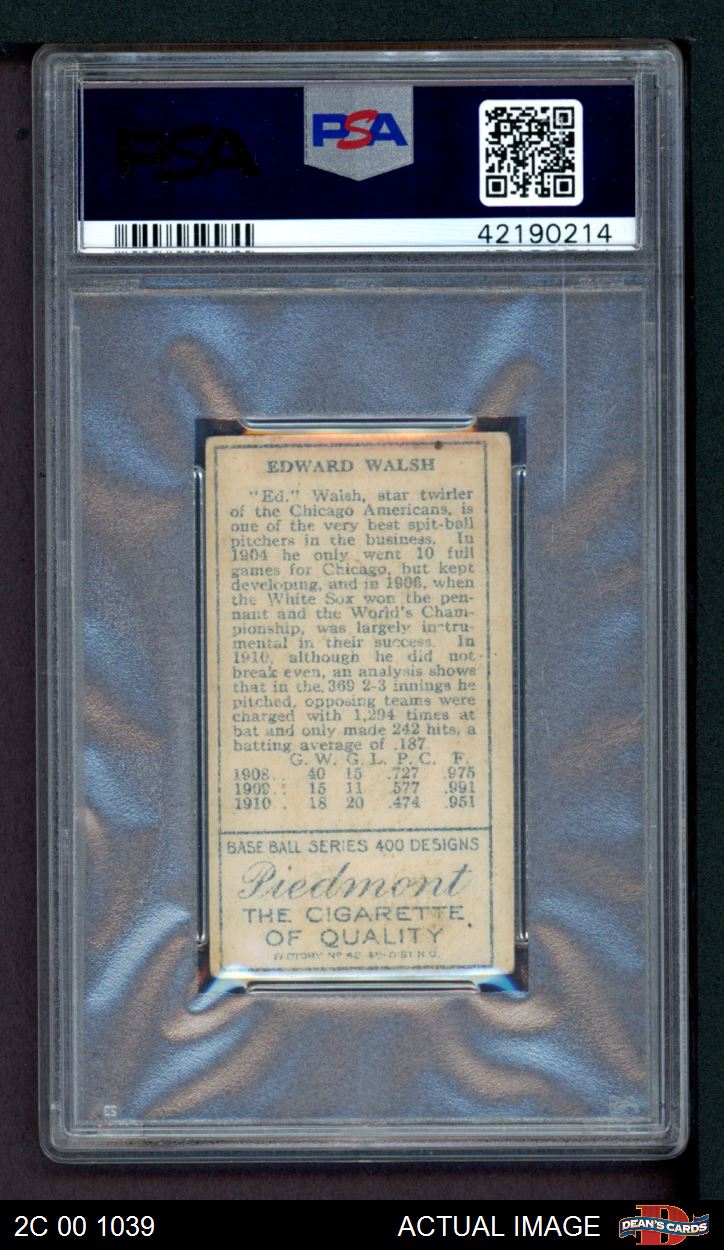 PSA
PSA
42190214
EDWARD WALSH
"Ed." Walsh, star twirler
of the Chicago Americans, is
one of the very best spit-ball
pitchers in the business. In
1904 he only went 10 full
games for Chicago, but kept
developing, and in 1906, when
the White Sox won the pen-
nant and the World's Cham-
pionship, was largely instru-
mental in their success. In
1910, although he did not
break even, an analysis shows
that in the 369 2-3 innings he
pitched, opposing teams were
charged with 1,294 times at
bat and only made 242 hits, a
batting average of .187.
G. W. G. L. P. C. F.
1908.. 40 15 .727 .975
1909.. 15 11 .577 .991
1910.. 18 20 .474 .951
BASE BALL SERIES 400 DESIGNS
Piedmont
THE CIGARETTE
OF QUALITY
FACTORY Nº 42 4TH DIST. N.C.
2C 00 1039
ACTUAL IMAGE
DEAN'S CARDS